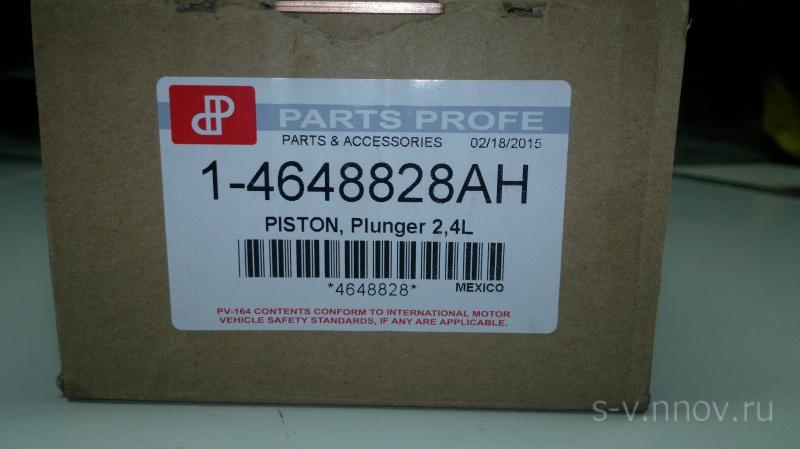 PARTS PROFE
PARTS & ACCESSORIES 02/18/2015
1-4648828AH
PISTON, Plunger 2,4L
*4648828* MEXICO
PV-164 CONTENTS CONFORM TO INTERNATIONAL MOTOR
VEHICLE SAFETY STANDARDS, IF ANY ARE APPLICABLE.
s-v.nnov.ru